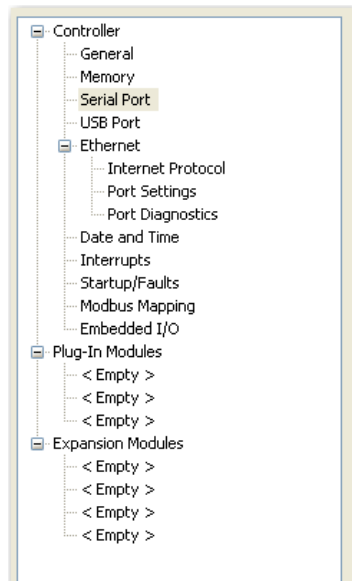 Controller
General
Memory
Serial Port
USB Port
Ethernet
Internet Protocol
Port Settings
Port Diagnostics
Date and Time
Interrupts
Startup/Faults
Modbus Mapping
Embedded I/O
Plug-In Modules
< Empty >
< Empty >
< Empty >
Expansion Modules
< Empty >
< Empty >
< Empty >
< Empty >